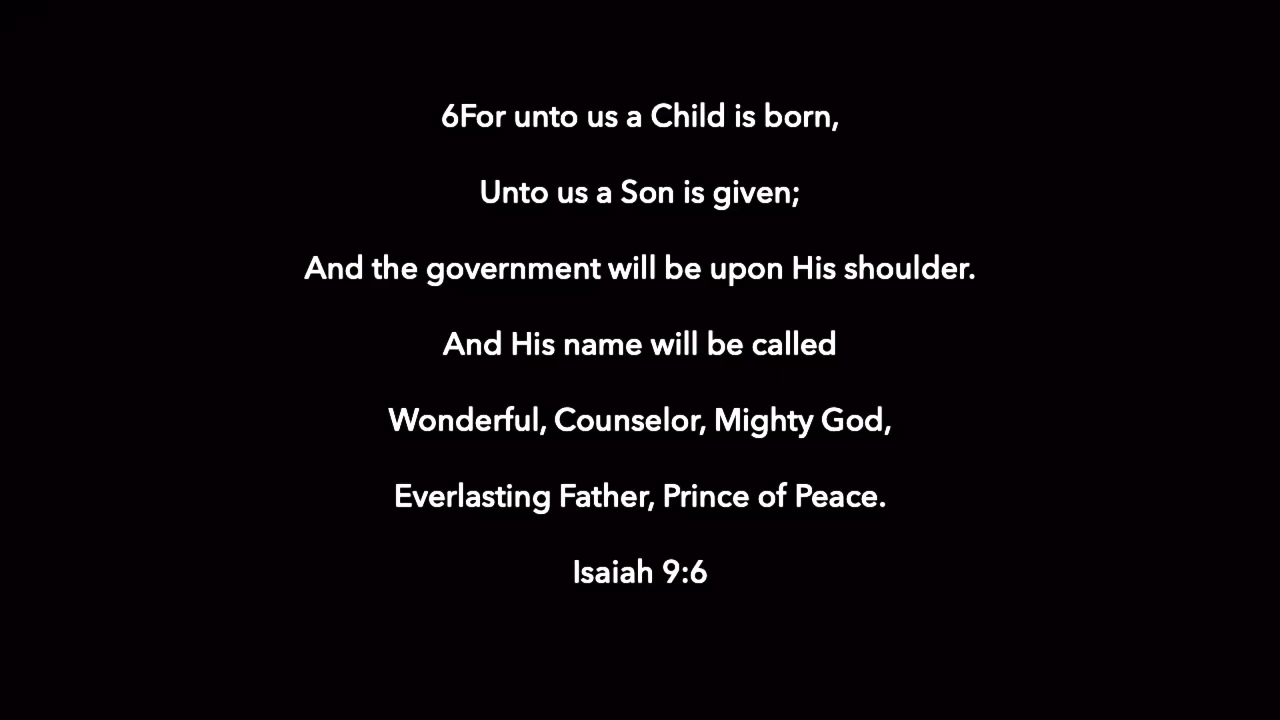 6For unto us a Child is born,
Unto us a Son is given;
And the government will be upon His shoulder.
And His name will be called
Wonderful, Counselor, Mighty God,
Everlasting Father, Prince of Peace.
Isaiah 9:6